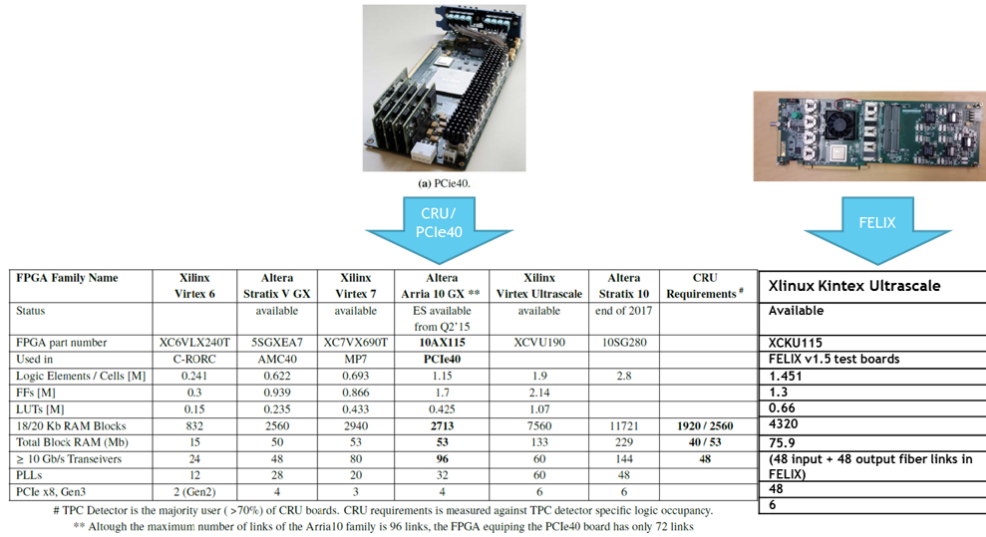 (a) PCie40.
CRU/
PCIe40
FELIX
FPGA Family Name Xilinx Virtex 6 Altera Stratix V GX Xilinx Virtex 7 Altera Arria 10 GX ** Xilinx Virtex Ultrascale Altera Stratix 10 CRU Requirements # Xlinux Kintex Ultrascale
Status available available ES available from Q2'15 available end of 2017 Available
FPGA part number XC6VLX240T 5SGXEA7 XC7VX690T 10AX115 XCVU190 10SG280 XCKU115
Used in C-RORC AMC40 MP7 PCIe40 FELIX v1.5 test boards
Logic Elements / Cells [M] 0.241 0.622 0.693 1.15 1.9 2.8 1.451
FFs [M] 0.3 0.939 0.866 1.7 2.14 1.3
LUTs [M] 0.15 0.235 0.433 0.425 1.07 0.66
18/20 Kb RAM Blocks 832 2560 2940 2713 7560 11721 1920 / 2560 4320
Total Block RAM (Mb) 15 50 53 53 133 229 40 / 53 75.9
≥ 10 Gb/s Transeivers 24 48 80 96 60 144 48 (48 input + 48 output fiber links in FELIX)
PLLs 12 28 20 32 60 48 48
PCIe x8, Gen3 2 (Gen2) 4 3 4 6 6 6
# TPC Detector is the majority user ( >70%) of CRU boards. CRU requirements is measured against TPC detector specific logic occupancy.
** Altough the maximum number of links of the Arria10 family is 96 links, the FPGA equiping the PCIe40 board has only 72 links